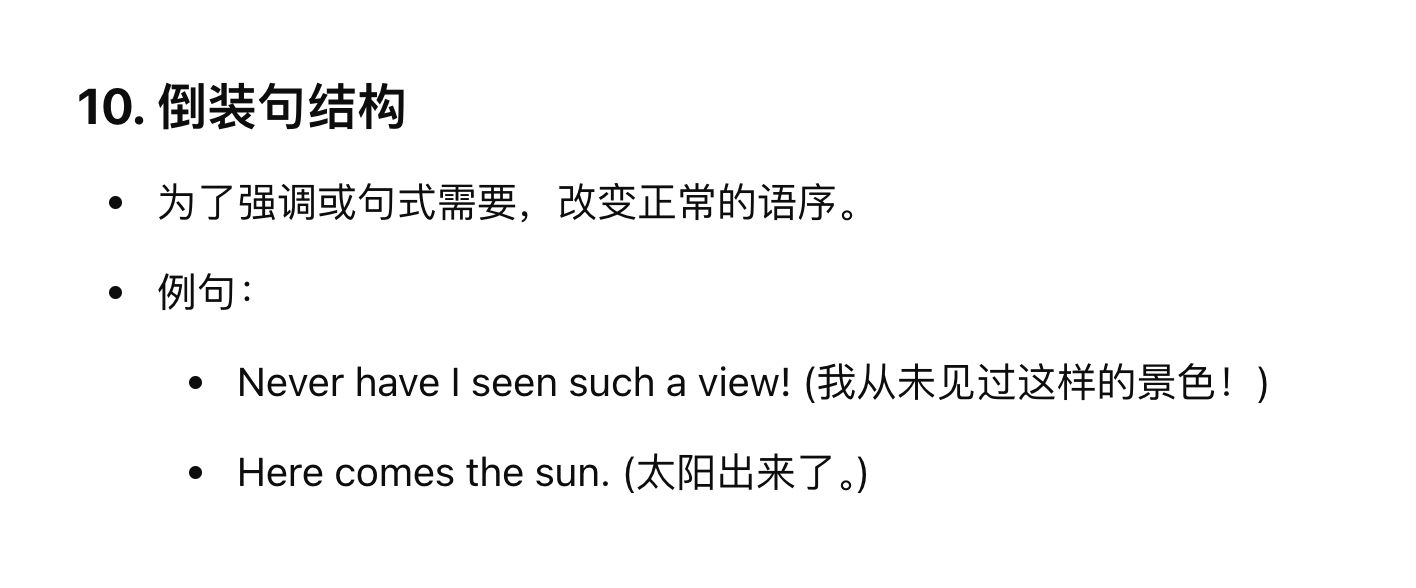 10. 倒装句结构
• 为了强调或句式需要，改变正常的语序。
• 例句：
• Never have I seen such a view! (我从未见过这样的景色！)
• Here comes the sun. (太阳出来了。)